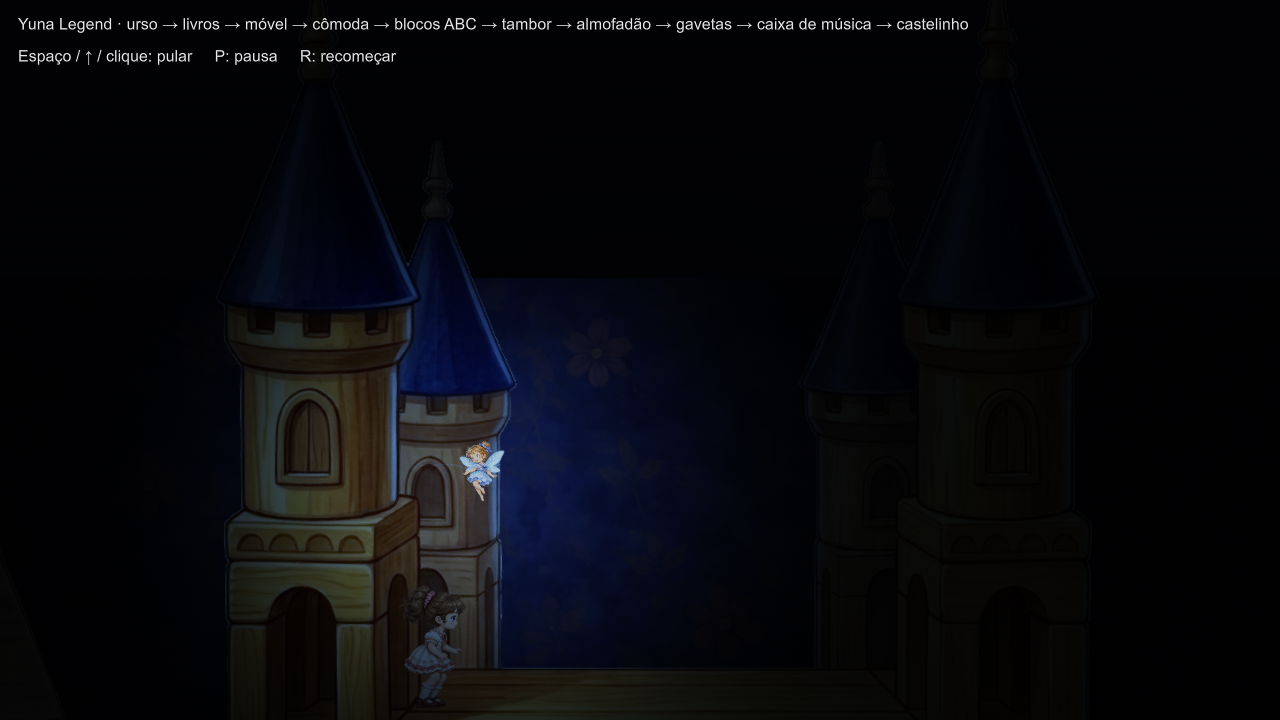 Yuna Legend · urso → livros → móvel → cômoda → blocos ABC → tambor → almofadão → gavetas → caixa de música → castelinho
Espaço / ↑ / clique: pular P: pausa R: recomeçar